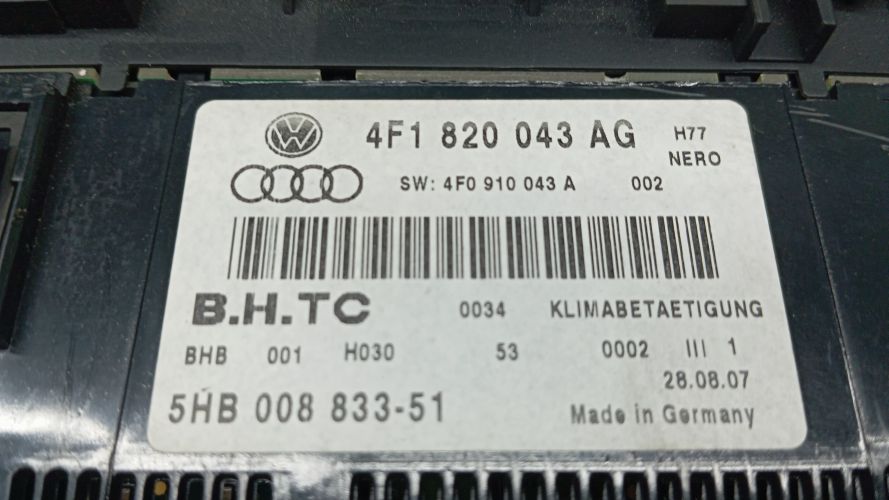 4F1 820 043 AG H77
NERO
SW: 4F0 910 043 A 002
B.H.TC 0034 KLIMABETAETIGUNG
BHB 001 H030 53 0002 III 1
28.08.07
5HB 008 833-51 Made in Germany